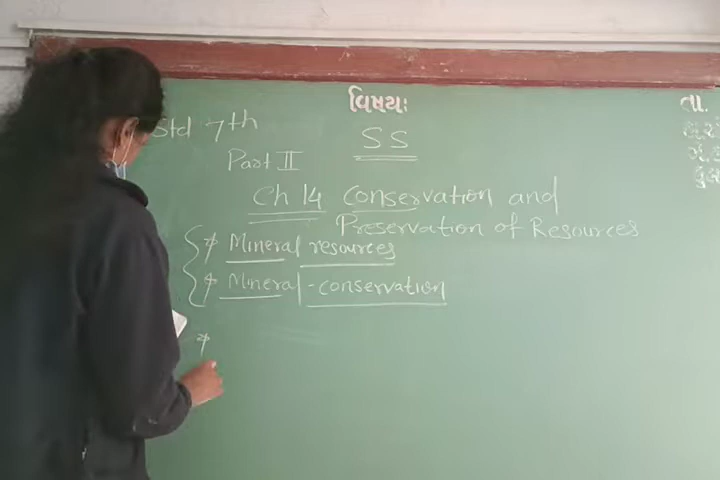 વિષય:
તા.
Std 7th
SS
Part II
Ch 14 Conservation and
Preservation of Resources
* Mineral resources
* Mineral-conservation
*